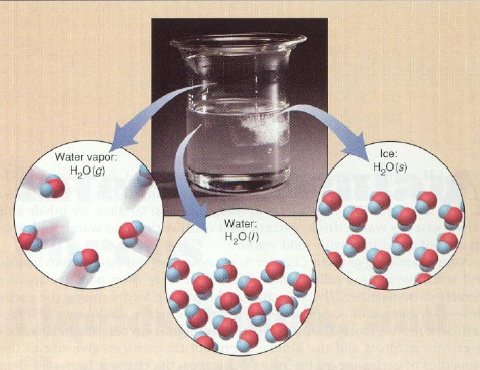 Water vapor:
H₂O(g)
Water:
H₂O(l)
Ice:
H₂O(s)